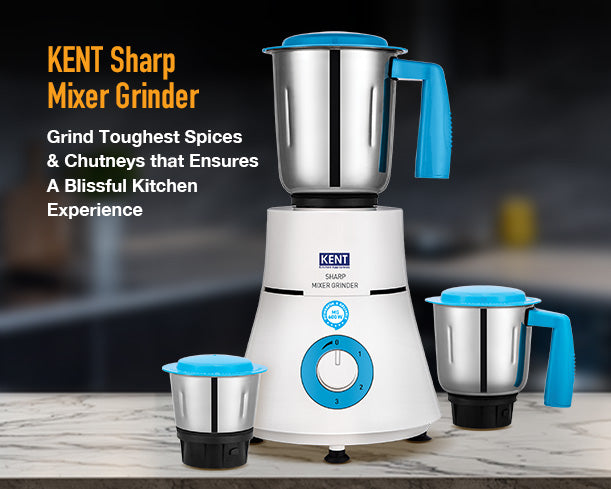 KENT Sharp
Mixer Grinder
Grind Toughest Spices
& Chutneys that Ensures
A Blissful Kitchen
Experience
KENT
SHARP
MIXER GRINDER
0
1
2
3